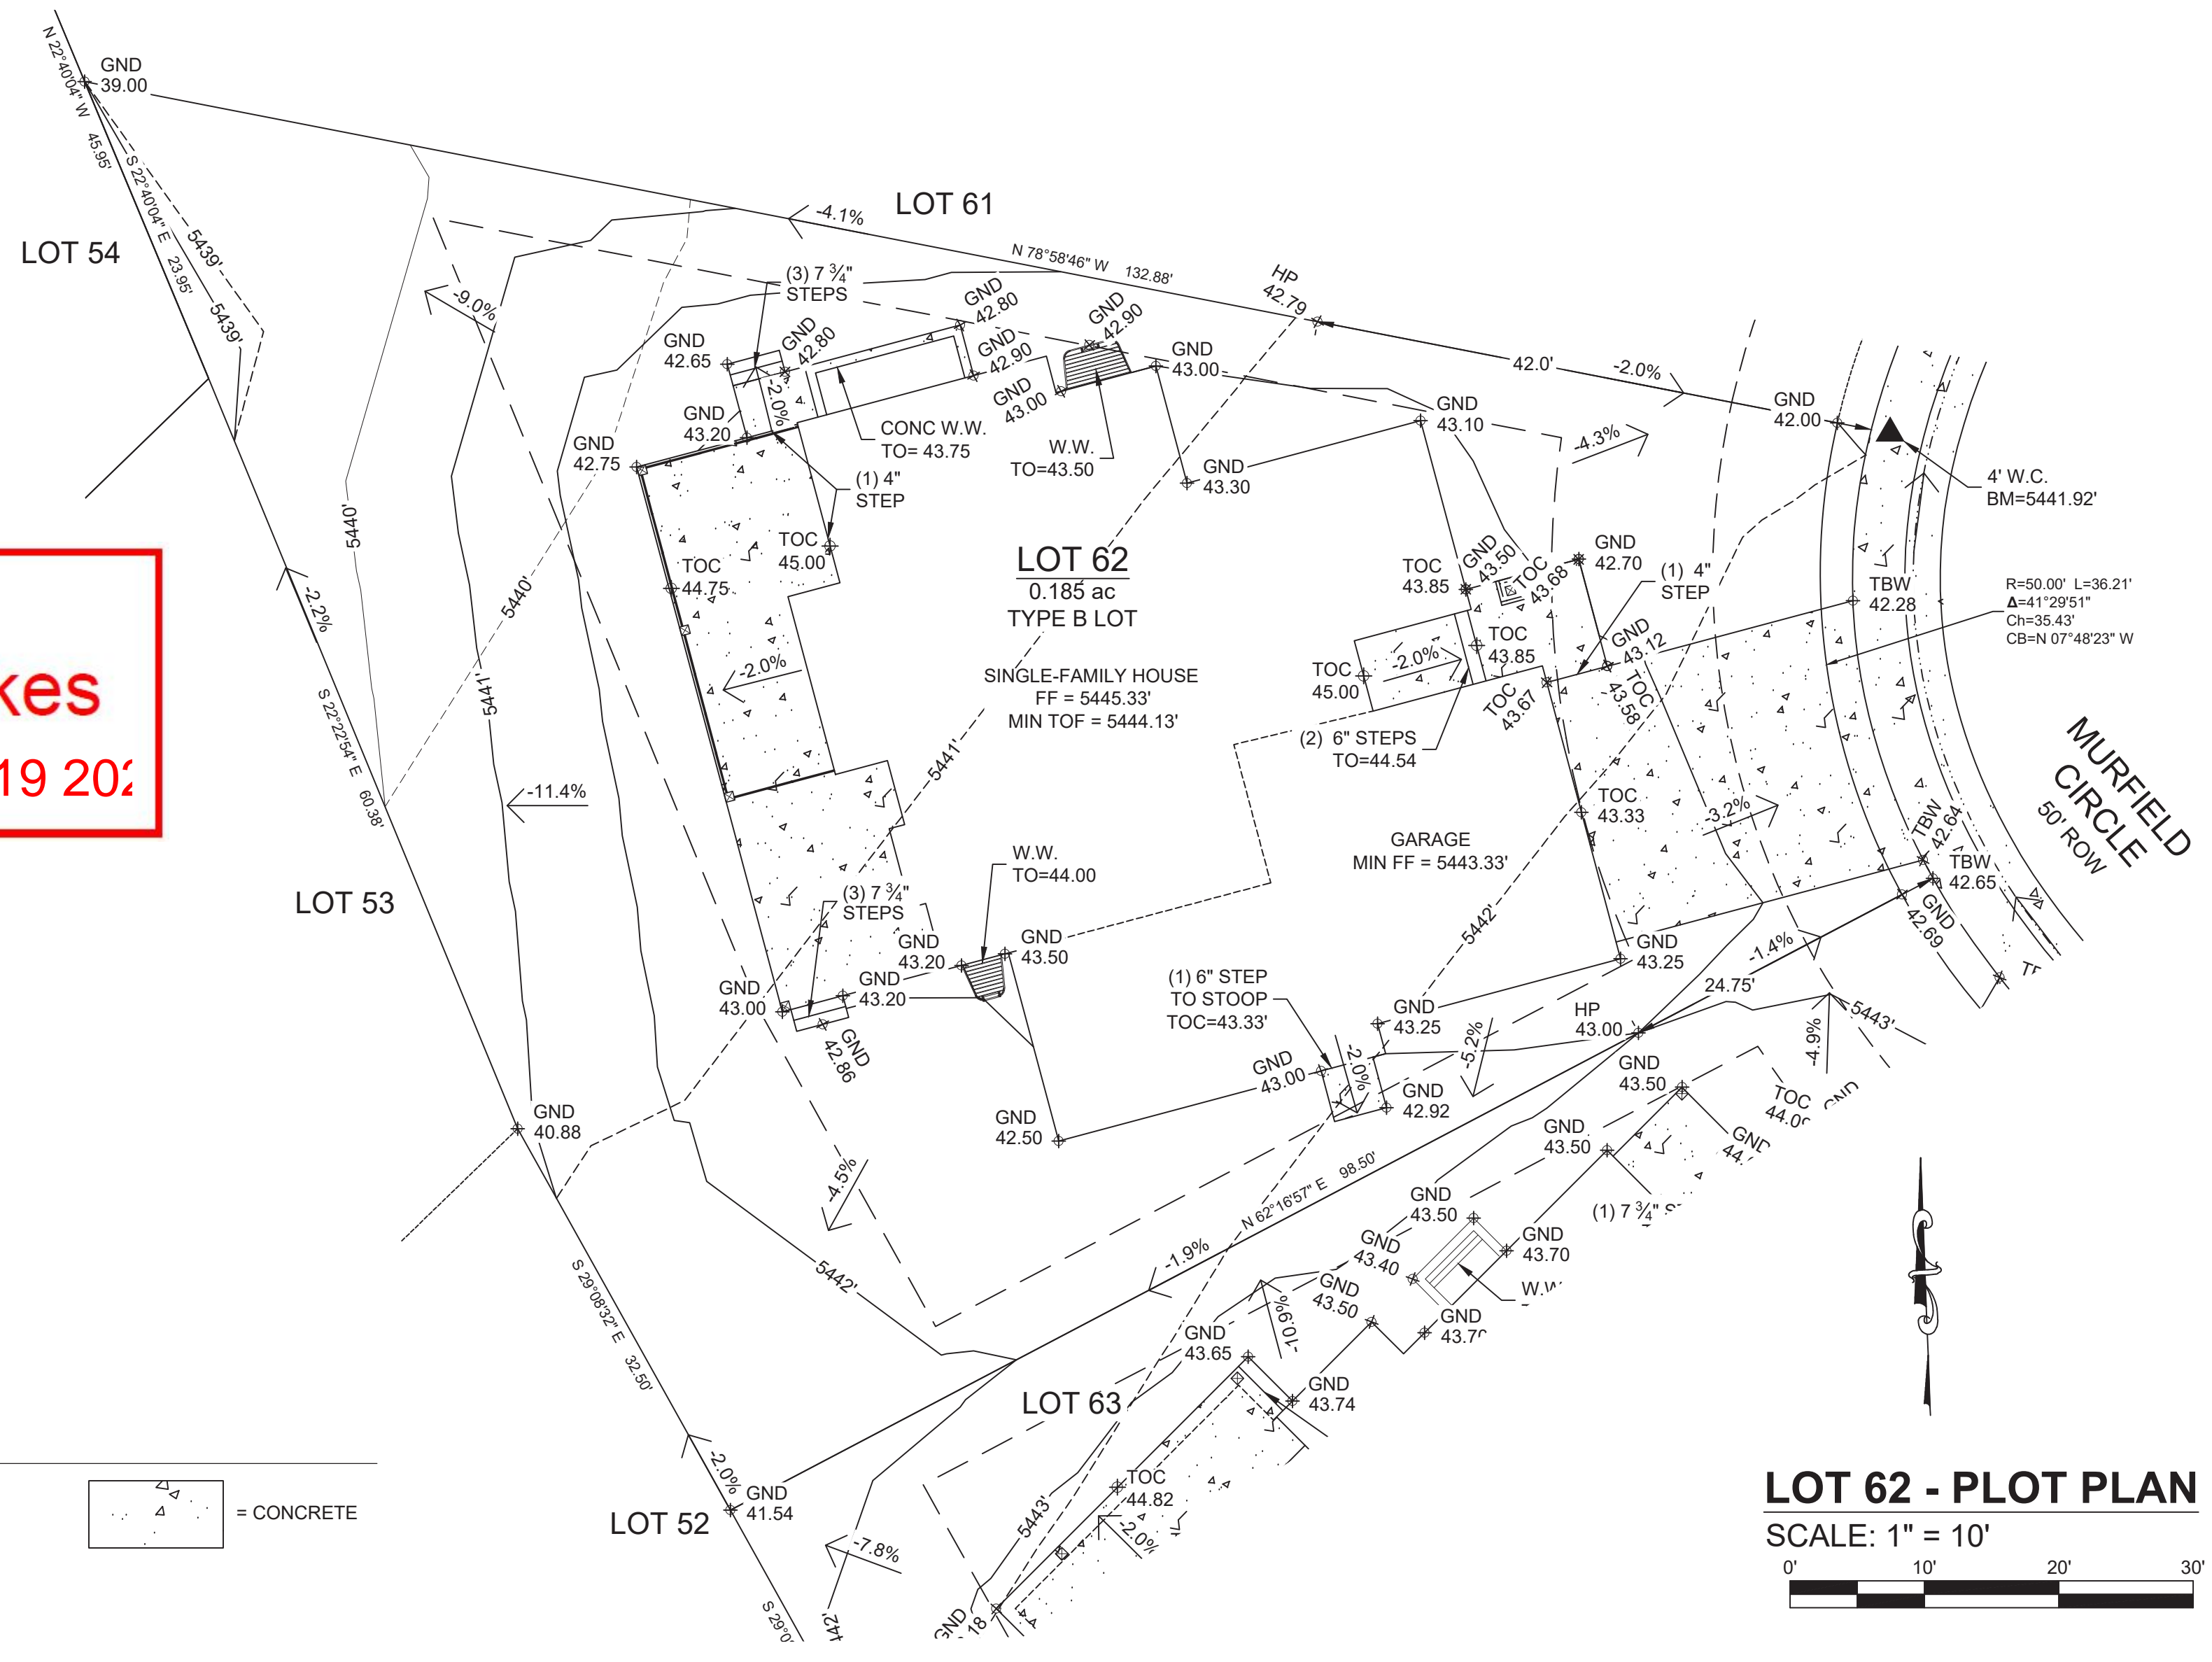 N 22°40'04" W 45.95'
GND
39.00
S 22°40'04" E 23.95'
5439'
5439'
LOT 54
LOT 61
-4.1%
N 78°58'46" W 132.88'
HP
42.79
42.0'
-2.0%
GND
42.00
-4.3%
4' W.C.
BM=5441.92'
-9.0%
(3) 7 3⁄4"
STEPS
GND
42.65
GND
42.80
GND
42.80
GND
42.90
GND
42.90
GND
43.00
GND
43.00
GND
43.10
GND
43.30
-2.0%
GND
43.20
GND
42.75
CONC W.W.
TO= 43.75
W.W.
TO=43.50
(1) 4"
STEP
TOC
45.00
TOC
44.75
-2.0%
5440'
5440'
-2.2%
5441'
-11.4%
S 22°22'54" E 60.38'
LOT 53
kes
19 202
LOT 62
0.185 ac
TYPE B LOT
SINGLE-FAMILY HOUSE
FF = 5445.33'
MIN TOF = 5444.13'
5441'
TOC
43.85
GND
43.50
TOC
43.68
GND
42.70
(1) 4"
STEP
TBW
42.28
R=50.00' L=36.21'
Δ=41°29'51"
Ch=35.43'
CB=N 07°48'23" W
TOC
43.85
-2.0%
TOC
45.00
TOC
43.67
GND
43.12
TOC
43.58
(2) 6" STEPS
TO=44.54
TOC
43.33
-3.2%
GARAGE
MIN FF = 5443.33'
MURFIELD
CIRCLE
50' ROW
TBW
42.64
TBW
42.65
GND
42.69
-1.4%
24.75'
W.W.
TO=44.00
(3) 7 3⁄4"
STEPS
GND
43.20
GND
43.50
GND
43.20
GND
43.00
GND
42.86
5442'
GND
43.25
(1) 6" STEP
TO STOOP
TOC=43.33'
GND
43.25
HP
43.00
-5.2%
GND
43.00
-2.0%
GND
42.92
GND
42.50
GND
40.88
-4.5%
5442'
S 29°08'32" E 32.50'
N 62°16'57" E 98.50'
-1.9%
-4.9%
5443'
GND
43.50
TOC
GND
GND
43.50
GND
(1) 7 3⁄4"
GND
43.50
GND
43.40
GND
43.70
GND
43.50
GND
-10.9%
GND
43.65
GND
43.74
LOT 63
TOC
44.82
-2.0%
5443'
GND
18
LOT 52
-2.0%
GND
41.54
-7.8%
S 29°0
442'
= CONCRETE
LOT 62 - PLOT PLAN
SCALE: 1" = 10'
0' 10' 20' 30'